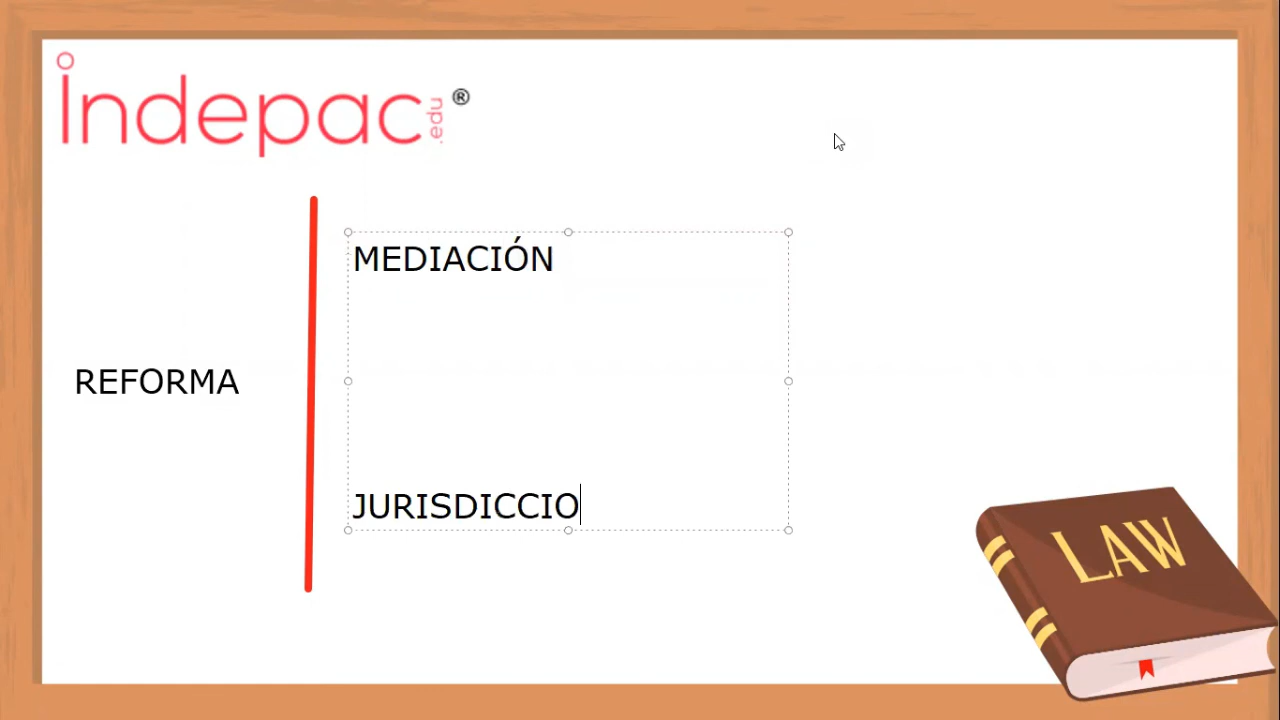 indepac.edu®
MEDIACIÓN
REFORMA
JURISDICCIO
LAW